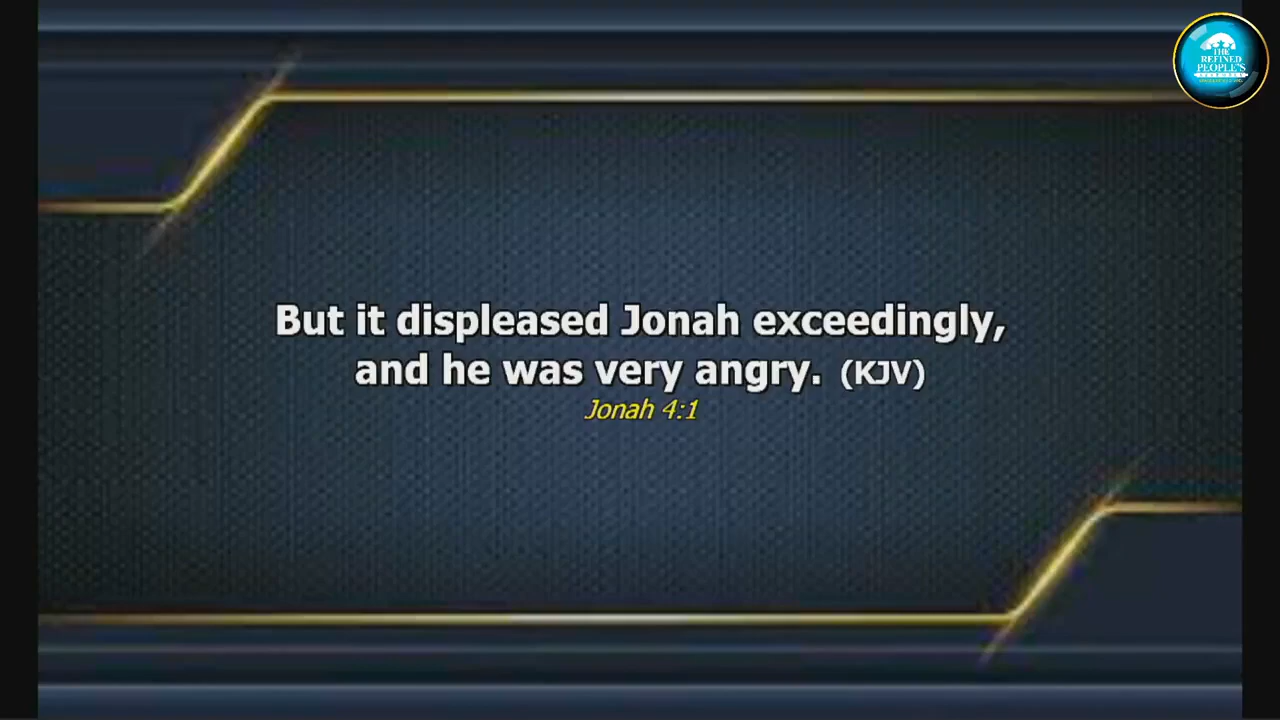 THE
REFINED
PEOPLE'S
But it displeased Jonah exceedingly,
and he was very angry. (KJV)
Jonah 4:1